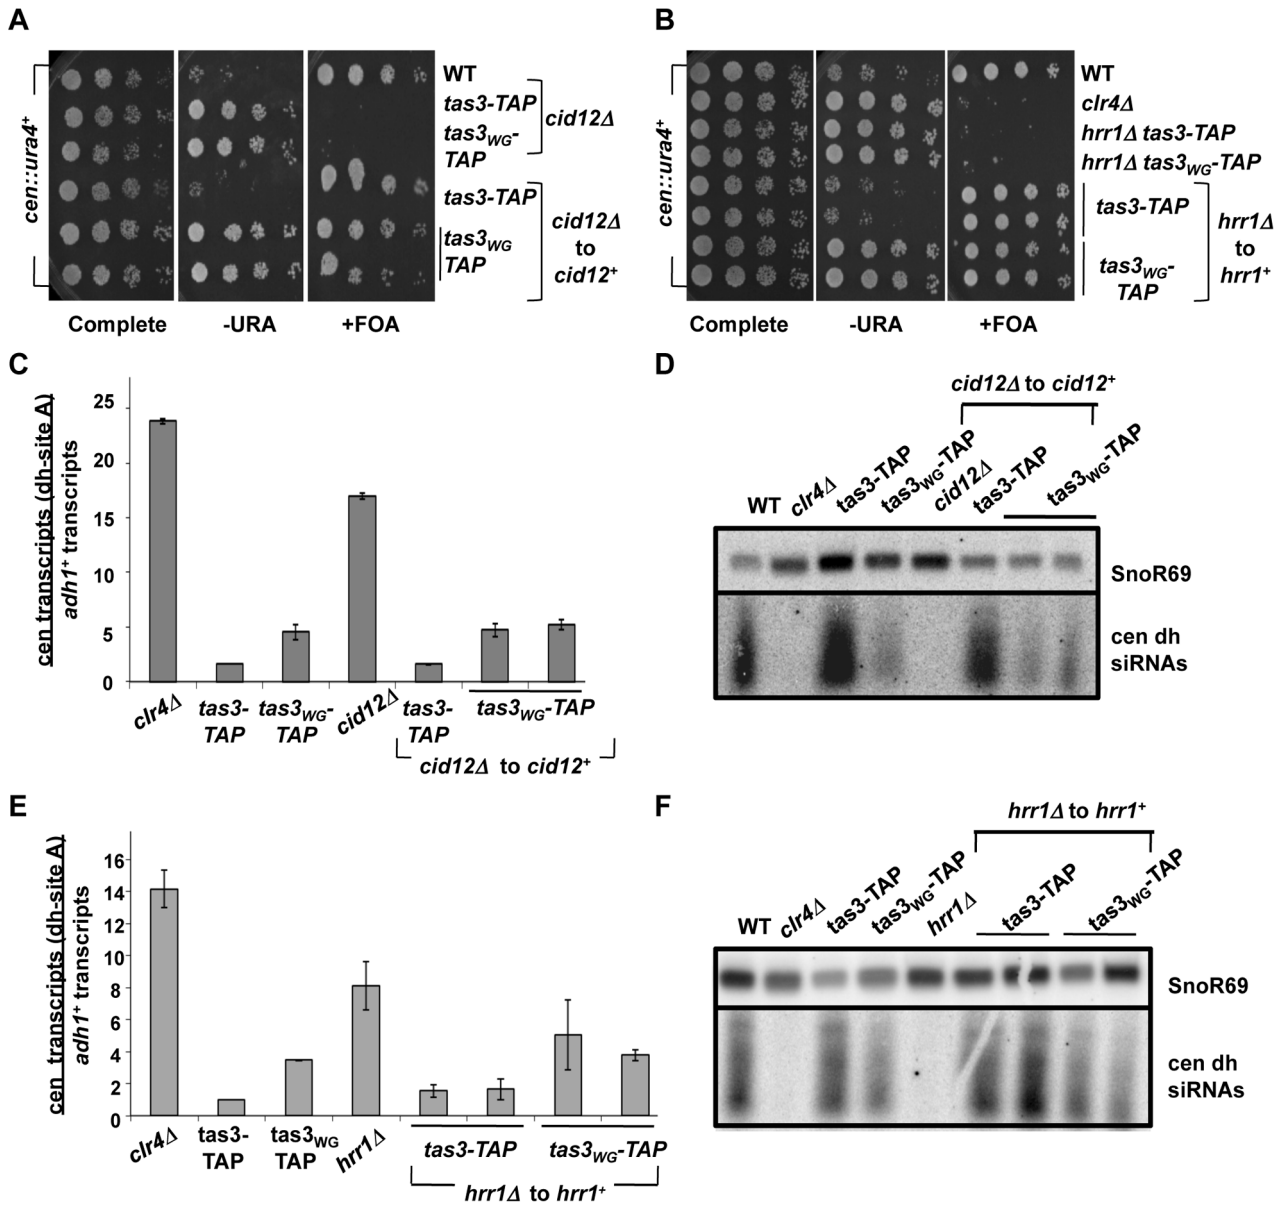 A
cen::ura4+
WT
tas3-TAP
tas3WG-
TAP
cid12Δ
tas3-TAP
tas3WG
TAP
cid12Δ
to
cid12+
Complete
-URA
+FOA
B
cen::ura4+
WT
clr4Δ
hrr1Δ tas3-TAP
hrr1Δ tas3WG-TAP
tas3-TAP
tas3WG-
TAP
hrr1Δ
to
hrr1+
Complete
-URA
+FOA
C
cen transcripts (dh-site A)
adh1+ transcripts
25
20
15
10
5
0
clr4Δ
tas3-
TAP
tas3WG-
TAP
cid12Δ
tas3-
TAP
tas3WG-TAP
cid12Δ to cid12+
D
cid12Δ to cid12+
WT
clr4Δ
tas3-TAP
tas3WG-TAP
cid12Δ
tas3-TAP
tas3WG-TAP
SnoR69
cen dh
siRNAs
E
cen transcripts (dh-site A)
adh1+ transcripts
16
14
12
10
8
6
4
2
0
clr4Δ
tas3-
TAP
tas3WG
TAP
hrr1Δ
tas3-TAP
tas3WG-TAP
hrr1Δ to hrr1+
F
hrr1Δ to hrr1+
WT
clr4Δ
tas3-TAP
tas3WG-TAP
hrr1Δ
tas3-TAP
tas3WG-TAP
SnoR69
cen dh
siRNAs